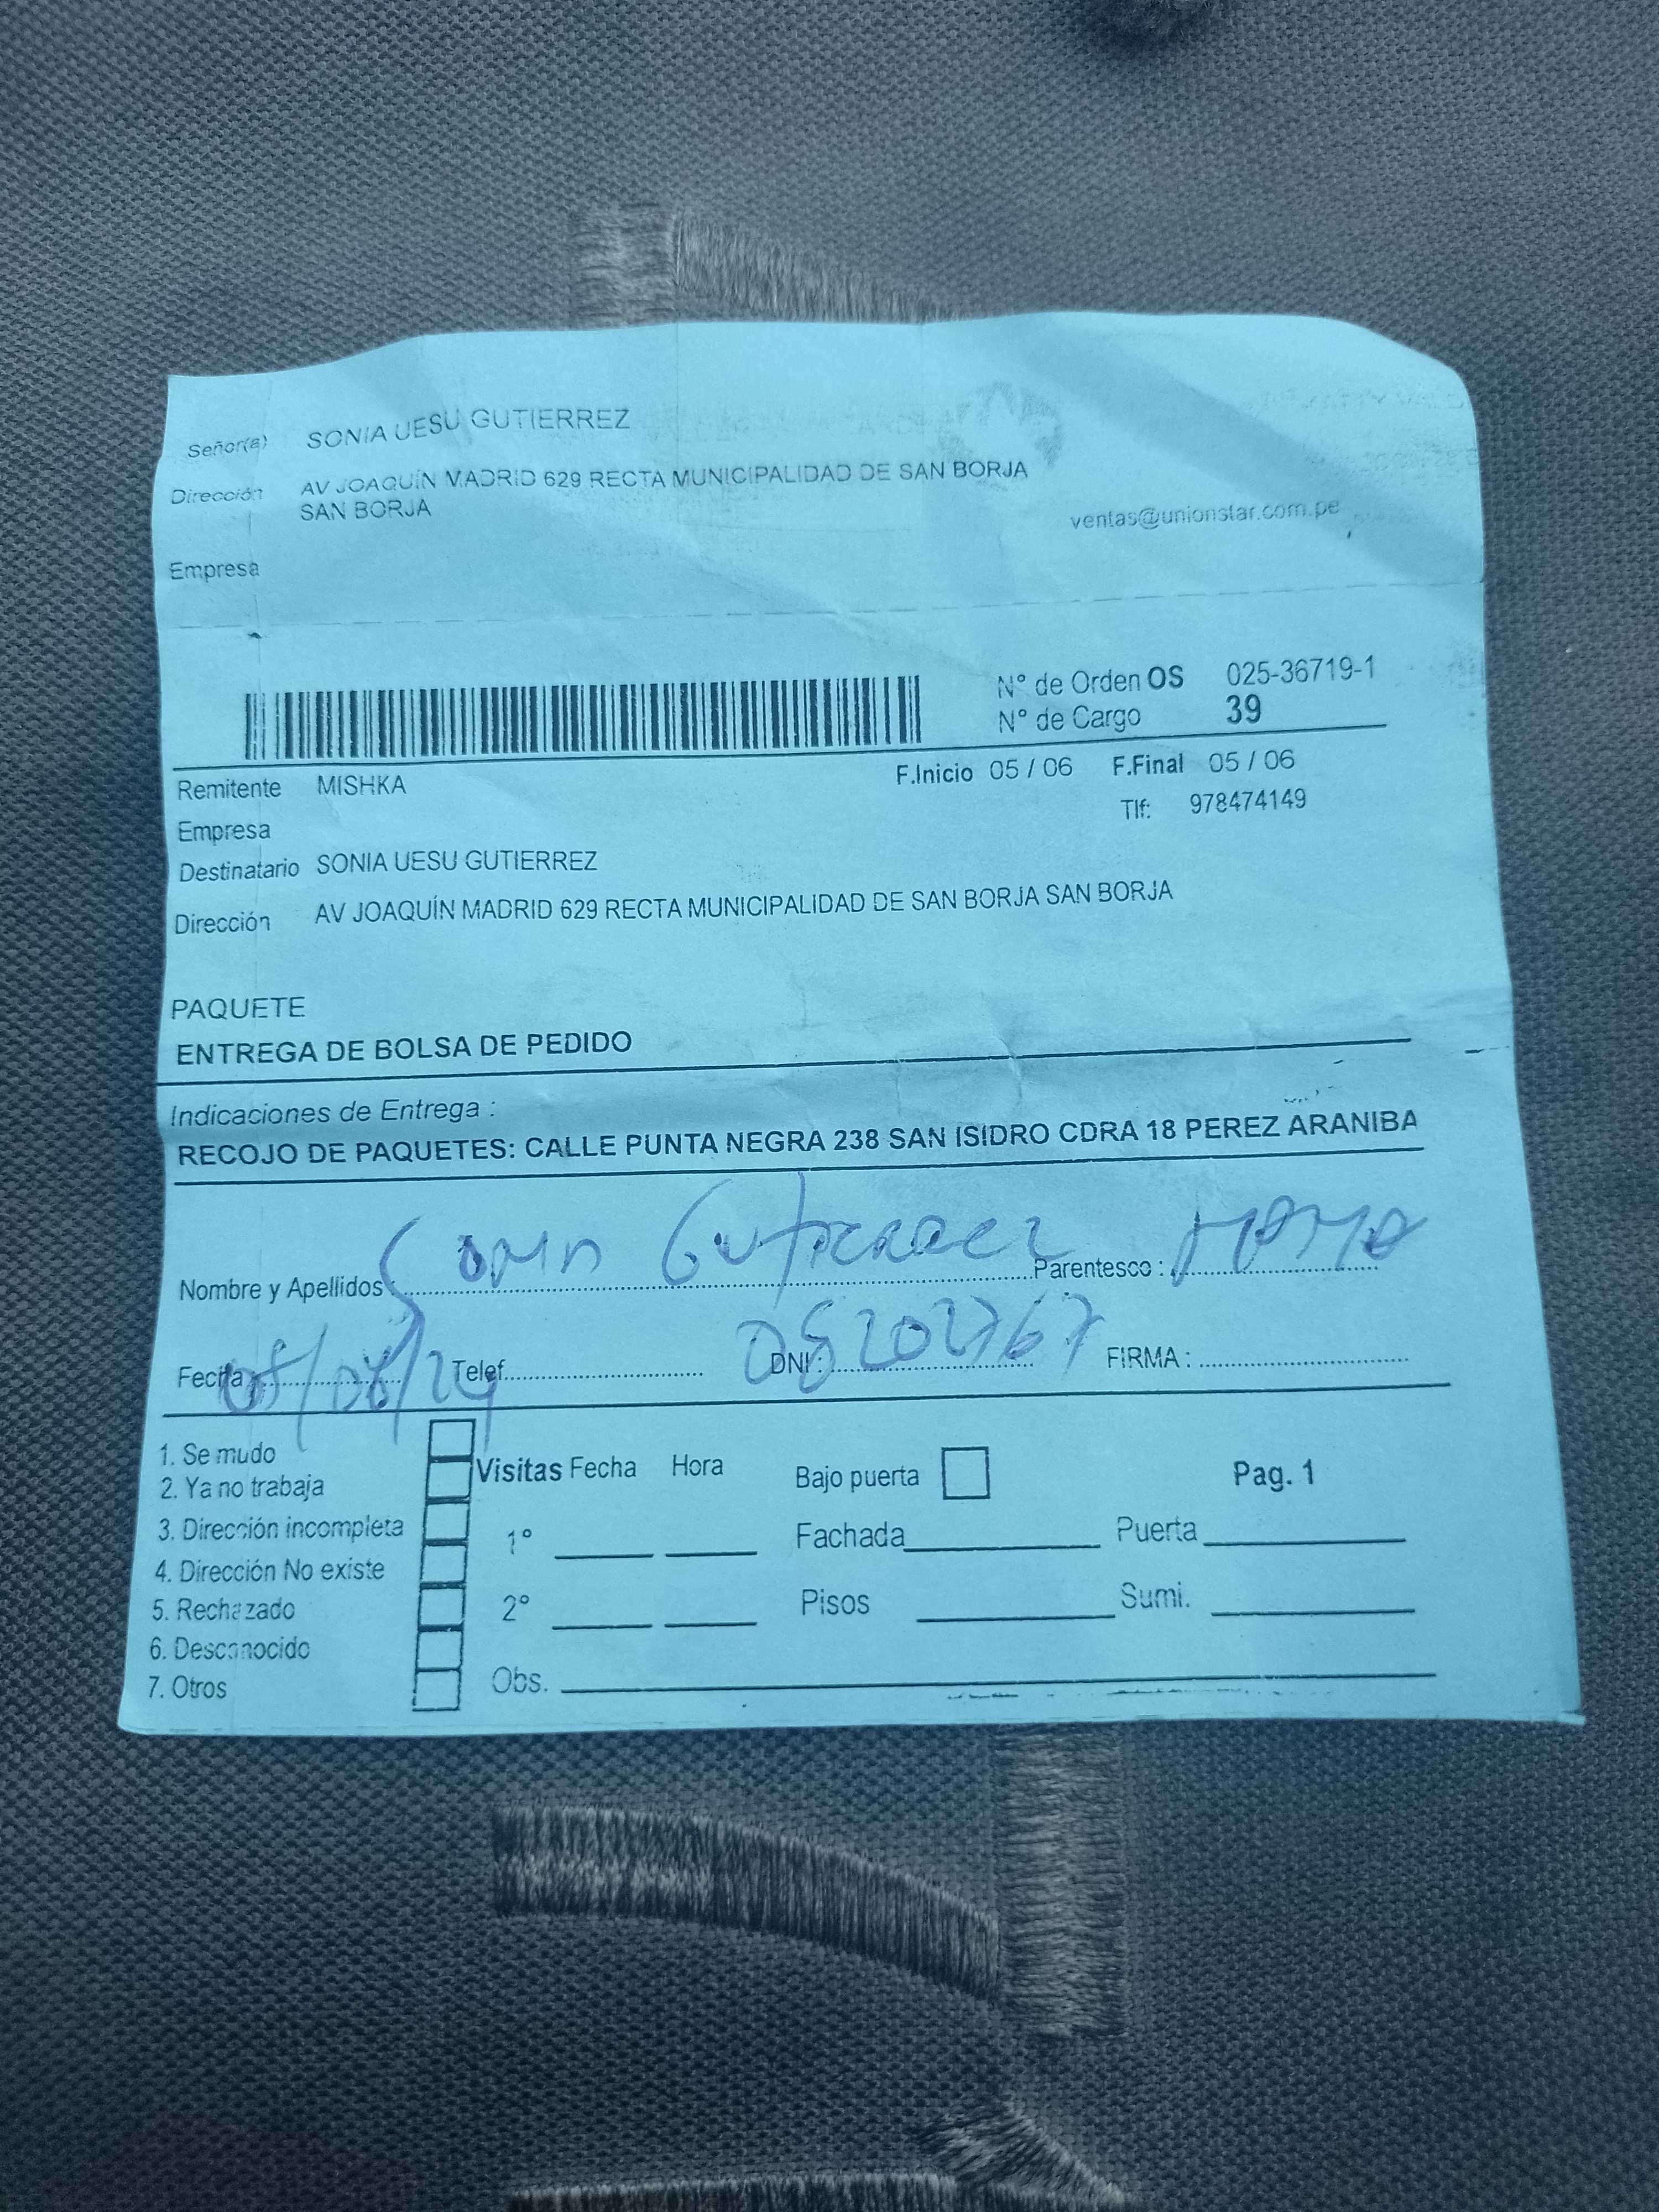 Señor(a) SONIA UESU GUTIERREZ
Dirección AV JOAQUÍN MADRID 629 RECTA MUNICIPALIDAD DE SAN BORJA
SAN BORJA
ventas@unionstar.com.pe
Empresa
N° de Orden OS 025-36719-1
N° de Cargo 39
Remitente MISHKA F.Inicio 05 / 06 F.Final 05 / 06
Empresa Tlf: 978474149
Destinatario SONIA UESU GUTIERREZ
Dirección AV JOAQUÍN MADRID 629 RECTA MUNICIPALIDAD DE SAN BORJA SAN BORJA
PAQUETE
ENTREGA DE BOLSA DE PEDIDO
Indicaciones de Entrega :
RECOJO DE PAQUETES: CALLE PUNTA NEGRA 238 SAN ISIDRO CDRA 18 PEREZ ARANIBA
Nombre y Apellidos : Gutierrez Parentesco :
Fecha Telef. DNI : FIRMA :
1. Se mudo
2. Ya no trabaja
3. Dirección incompleta
4. Dirección No existe
5. Rechazado
6. Desconocido
7. Otros
Visitas Fecha Hora
1°
2°
Obs.
Bajo puerta Pag. 1
Fachada Puerta
Pisos Sumi.